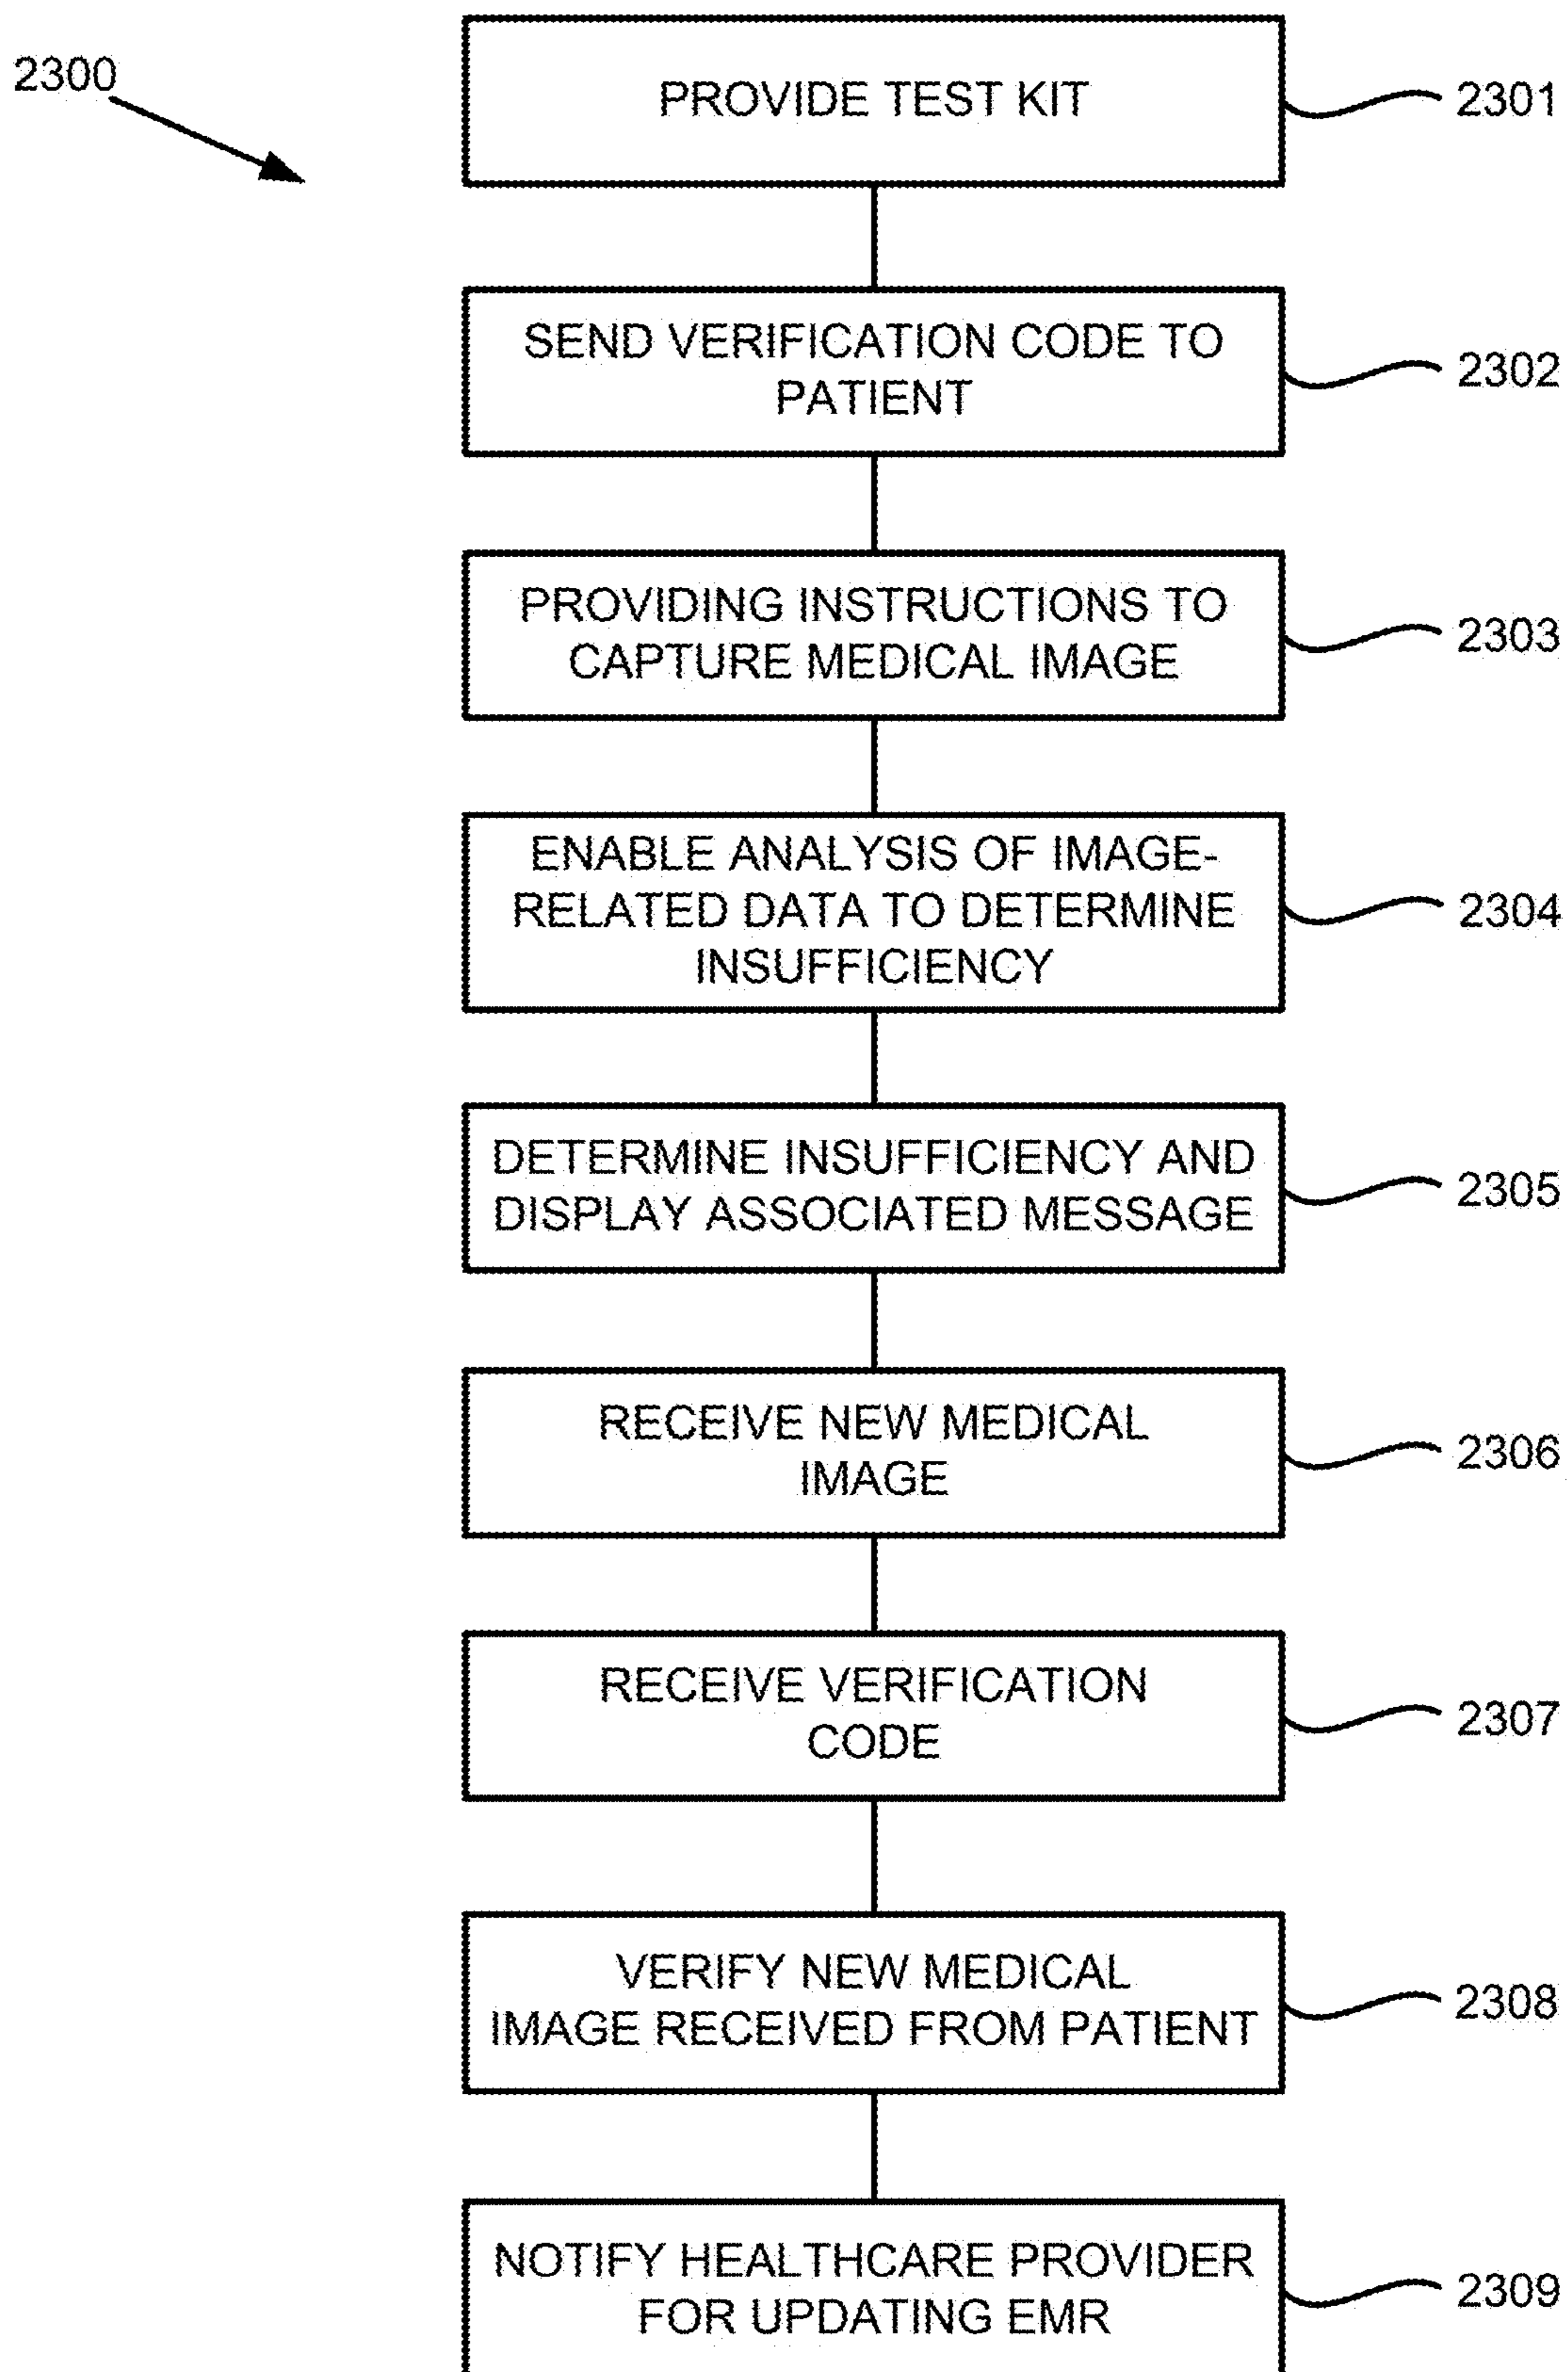 2300
PROVIDE TEST KIT
2301
SEND VERIFICATION CODE TO
PATIENT
2302
PROVIDING INSTRUCTIONS TO
CAPTURE MEDICAL IMAGE
2303
ENABLE ANALYSIS OF IMAGE-
RELATED DATA TO DETERMINE
INSUFFICIENCY
2304
DETERMINE INSUFFICIENCY AND
DISPLAY ASSOCIATED MESSAGE
2305
RECEIVE NEW MEDICAL
IMAGE
2306
RECEIVE VERIFICATION
CODE
2307
VERIFY NEW MEDICAL
IMAGE RECEIVED FROM PATIENT
2308
NOTIFY HEALTHCARE PROVIDER
FOR UPDATING EMR
2309